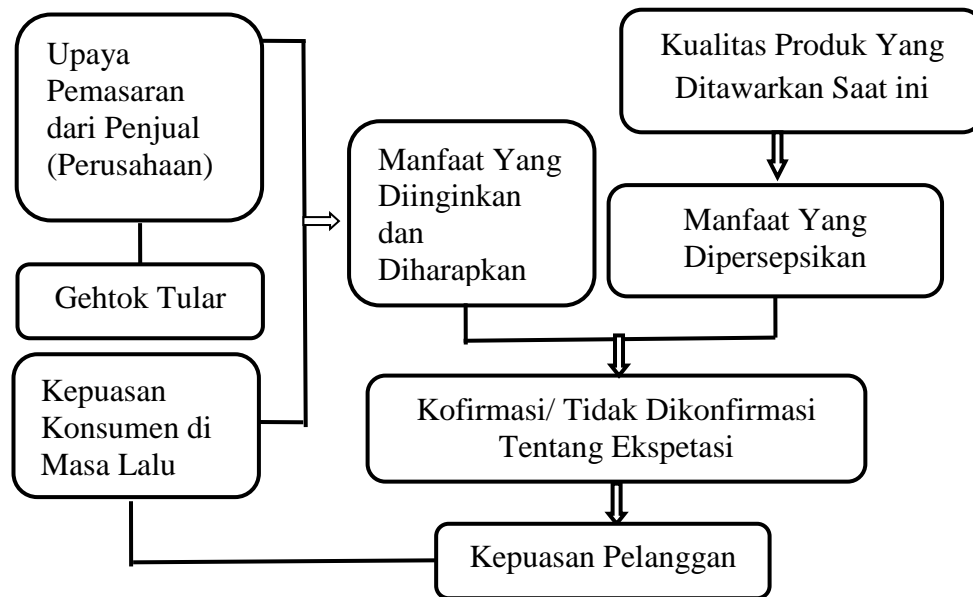 Upaya
Pemasaran
dari Penjual
(Perusahaan)
Gehtok Tular
Kepuasan
Konsumen di
Masa Lalu
Manfaat Yang
Diinginkan
dan
Diharapkan
Kualitas Produk Yang
Ditawarkan Saat ini
Manfaat Yang
Dipersepsikan
Kofirmasi/ Tidak Dikonfirmasi
Tentang Ekspetasi
Kepuasan Pelanggan